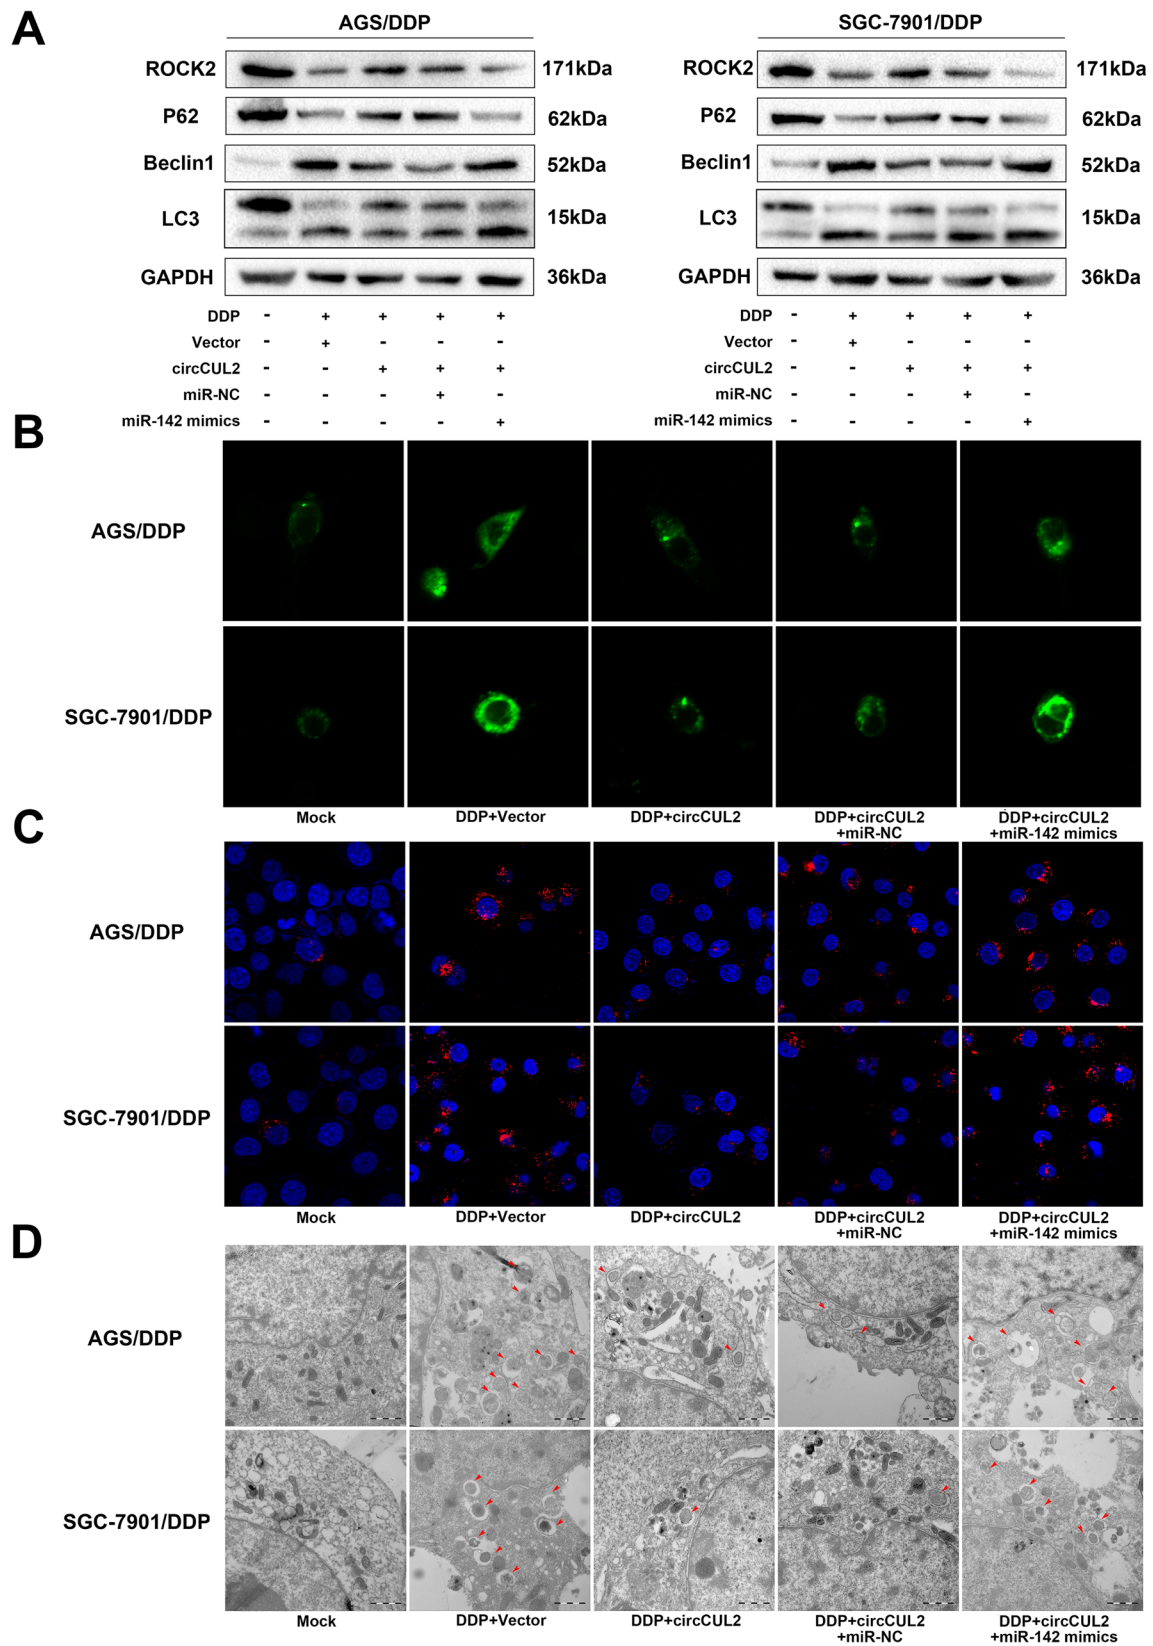 A
AGS/DDP SGC-7901/DDP
ROCK2 171kDa ROCK2 171kDa
P62 62kDa P62 62kDa
Beclin1 52kDa Beclin1 52kDa
LC3 15kDa LC3 15kDa
GAPDH 36kDa GAPDH 36kDa
DDP - + + + + - + + + +
Vector - + - - - Vector - + - - -
circCUL2 - - + + + circCUL2 - - + + +
miR-NC - - - + - miR-NC - - - + -
miR-142 mimics - - - - + miR-142 mimics - - - - +
B
AGS/DDP
SGC-7901/DDP
Mock DDP+Vector DDP+circCUL2 DDP+circCUL2 DDP+circCUL2
+miR-NC +miR-142 mimics
C
AGS/DDP
SGC-7901/DDP
Mock DDP+Vector DDP+circCUL2 DDP+circCUL2 DDP+circCUL2
+miR-NC +miR-142 mimics
D
AGS/DDP
SGC-7901/DDP
Mock DDP+Vector DDP+circCUL2 DDP+circCUL2 DDP+circCUL2
+miR-NC +miR-142 mimics